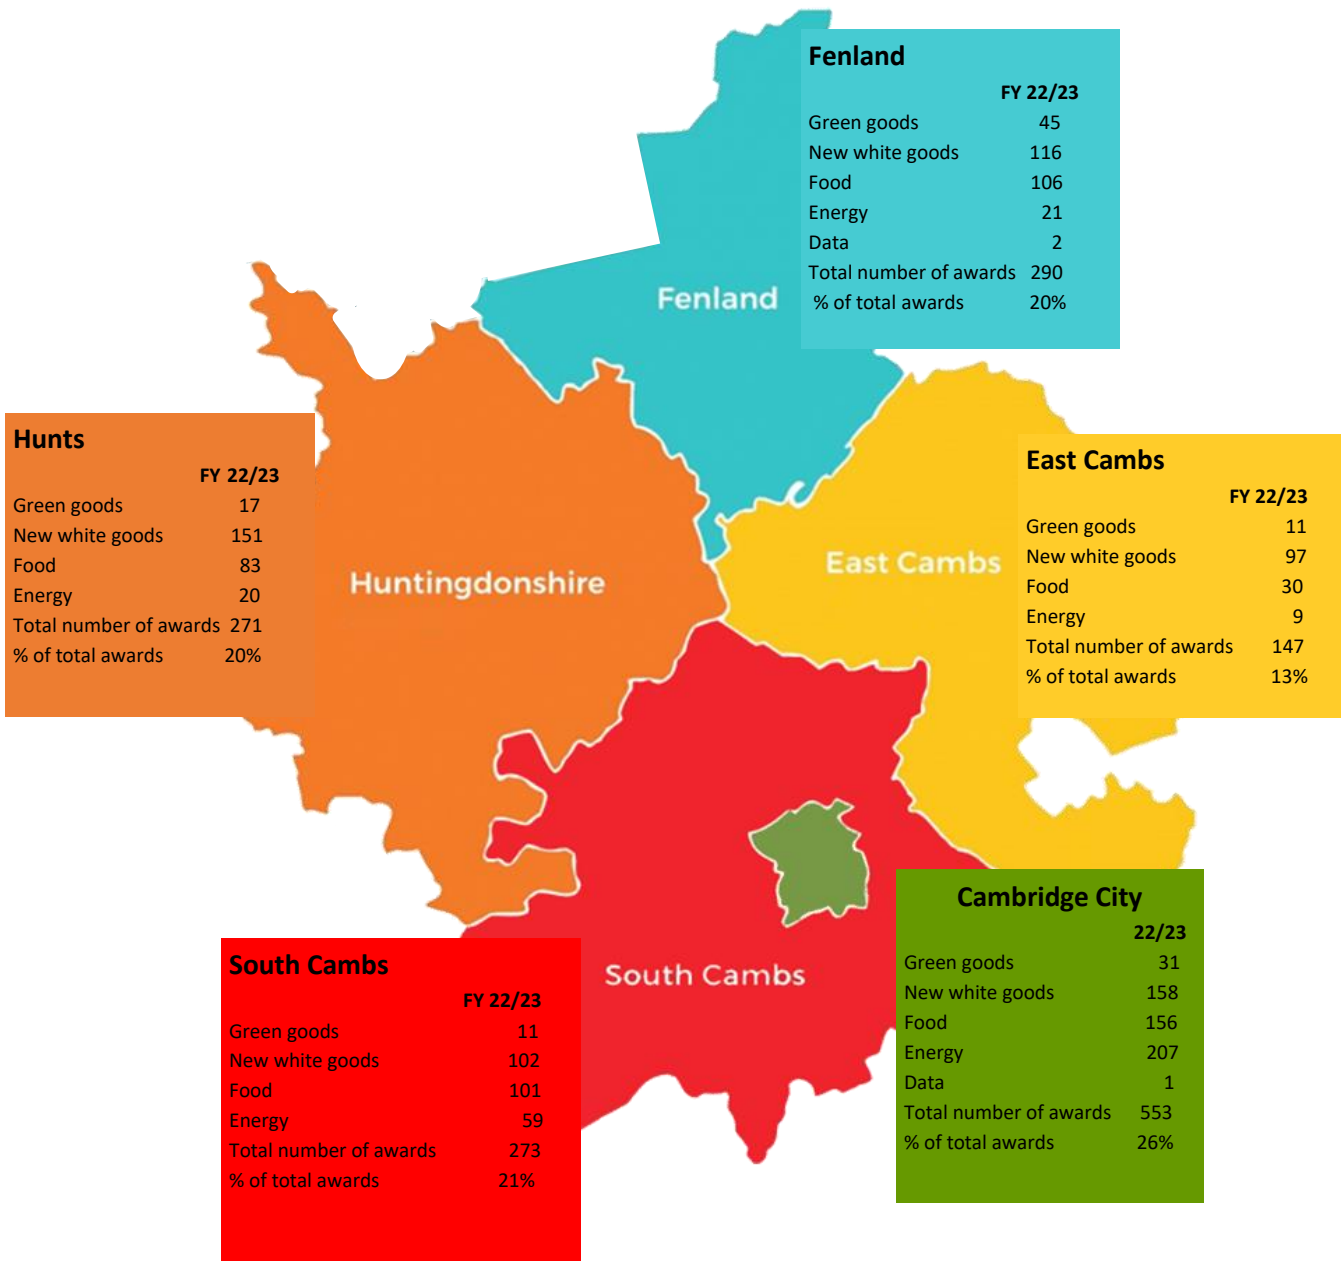 Fenland
FY 22/23
Green goods 45
New white goods 116
Food 106
Energy 21
Data 2
Total number of awards 290
% of total awards 20%
Fenland
Hunts
FY 22/23
Green goods 17
New white goods 151
Food 83
Energy 20
Total number of awards 271
% of total awards 20%
Huntingdonshire
East Cambs
East Cambs
FY 22/23
Green goods 11
New white goods 97
Food 30
Energy 9
Total number of awards 147
% of total awards 13%
South Cambs
FY 22/23
Green goods 11
New white goods 102
Food 101
Energy 59
Total number of awards 273
% of total awards 21%
South Cambs
Cambridge City
22/23
Green goods 31
New white goods 158
Food 156
Energy 207
Data 1
Total number of awards 553
% of total awards 26%